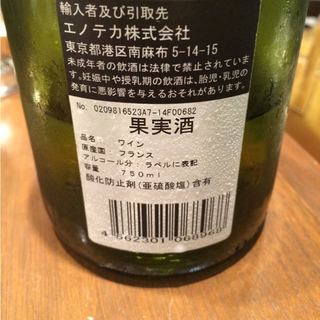 輸入者及び引取先
エノテカ株式会社
東京都港区南麻布 5-14-15
未成年者の飲酒は法律で禁止されていま
す。妊娠中や授乳期の飲酒は、胎児・乳児の
発育に悪影響を与えるおそれがあります。
No. 0209816523A7-14F00682
果実酒
品名： ワイン
原産国： フランス
アルコール分：ラベルに表記
容量 ７５０ｍｌ
酸化防止剤(亜硫酸塩)含有
4 962301 068968